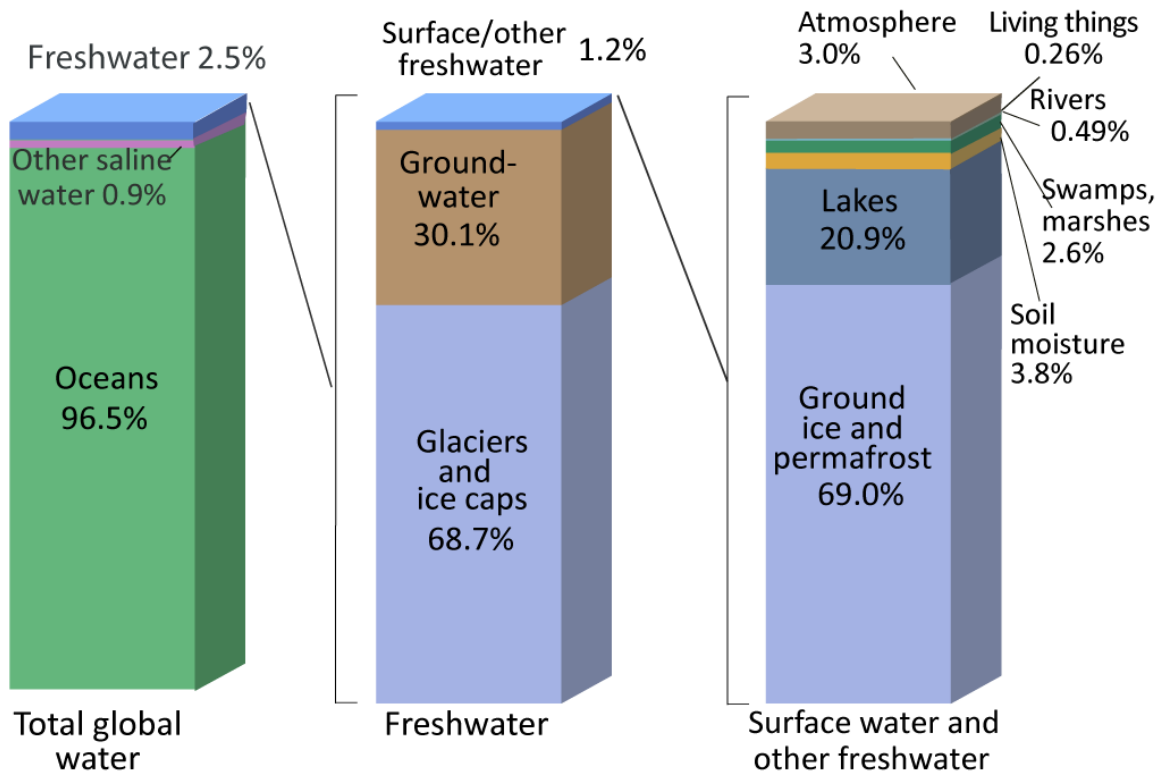 Freshwater 2.5%
Other saline
water 0.9%
Oceans
96.5%
Total global
water
Surface/other
freshwater
1.2%
Ground-
water
30.1%
Glaciers
and
ice caps
68.7%
Freshwater
Atmosphere
3.0%
Living things
0.26%
Rivers
0.49%
Swamps,
marshes
2.6%
Soil
moisture
3.8%
Lakes
20.9%
Ground
ice and
permafrost
69.0%
Surface water and
other freshwater